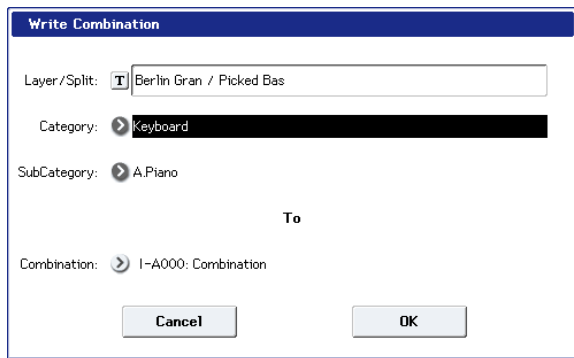 Write Combination
Layer/Split: T Berlin Gran / Picked Bas
Category: Keyboard
SubCategory: A.Piano
To
Combination: I-A000: Combination
Cancel OK